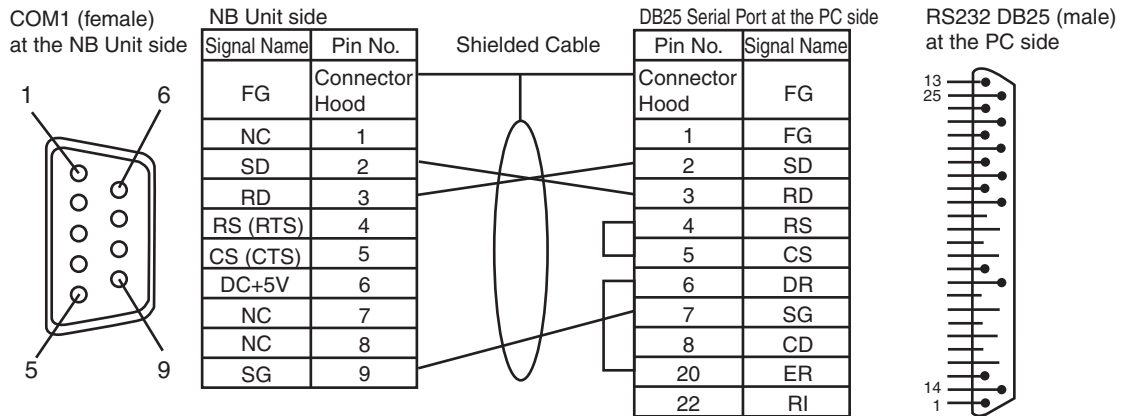 COM1 (female)
at the NB Unit side
1
6
5
9
NB Unit side
Signal Name Pin No.
FG Connector Hood
NC 1
SD 2
RD 3
RS (RTS) 4
CS (CTS) 5
DC+5V 6
NC 7
NC 8
SG 9
Shielded Cable
DB25 Serial Port at the PC side
Pin No. Signal Name
Connector Hood FG
1 FG
2 SD
3 RD
4 RS
5 CS
6 DR
7 SG
8 CD
20 ER
22 RI
RS232 DB25 (male)
at the PC side
13
25
14
1